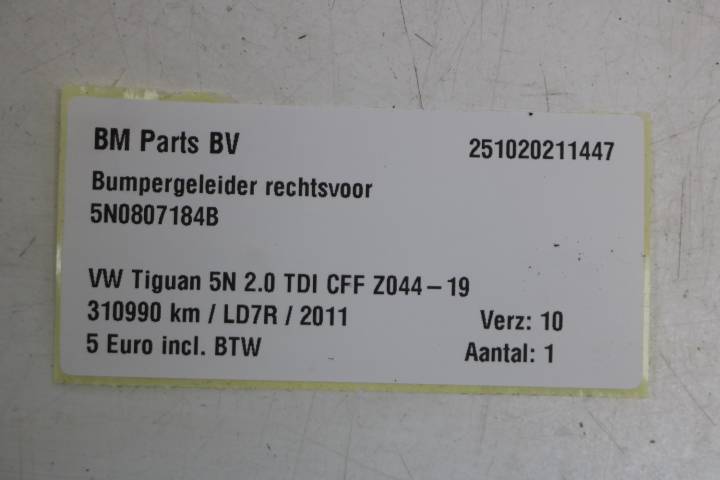 BM Parts BV 251020211447
Bumpergeleider rechtsvoor
5N0807184B
VW Tiguan 5N 2.0 TDI CFF Z044-19
310990 km / LD7R / 2011 Verz: 10
5 Euro incl. BTW Aantal: 1